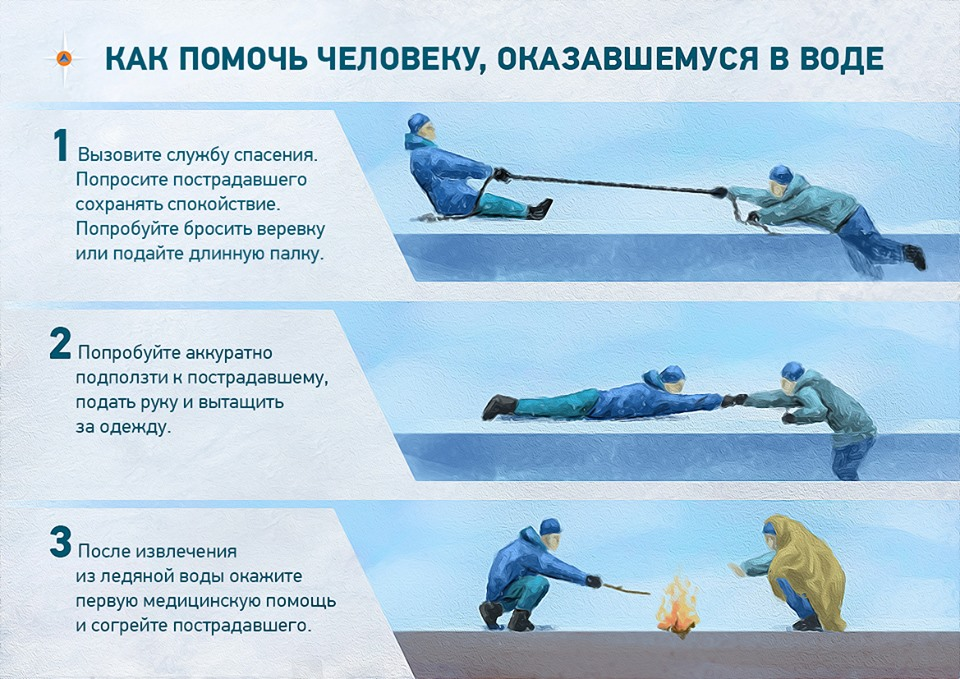 КАК ПОМОЧЬ ЧЕЛОВЕКУ, ОКАЗАВШЕМУСЯ В ВОДЕ
1 Вызовите службу спасения.
Попросите пострадавшего
сохранять спокойствие.
Попробуйте бросить веревку
или подайте длинную палку.
2 Попробуйте аккуратно
подползти к пострадавшему,
подать руку и вытащить
за одежду.
3 После извлечения
из ледяной воды окажите
первую медицинскую помощь
и согрейте пострадавшего.